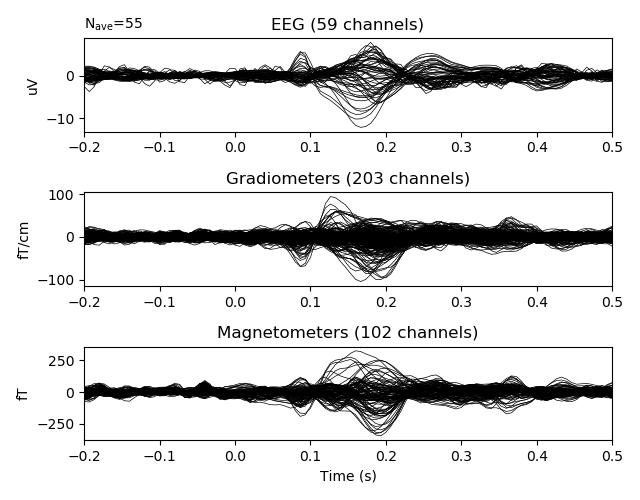 N_ave=55
EEG (59 channels)
uV
0
−10
−0.2 −0.1 0.0 0.1 0.2 0.3 0.4 0.5
Gradiometers (203 channels)
fT/cm
100
0
−100
−0.2 −0.1 0.0 0.1 0.2 0.3 0.4 0.5
Magnetometers (102 channels)
fT
250
0
−250
−0.2 −0.1 0.0 0.1 0.2 0.3 0.4 0.5
Time (s)